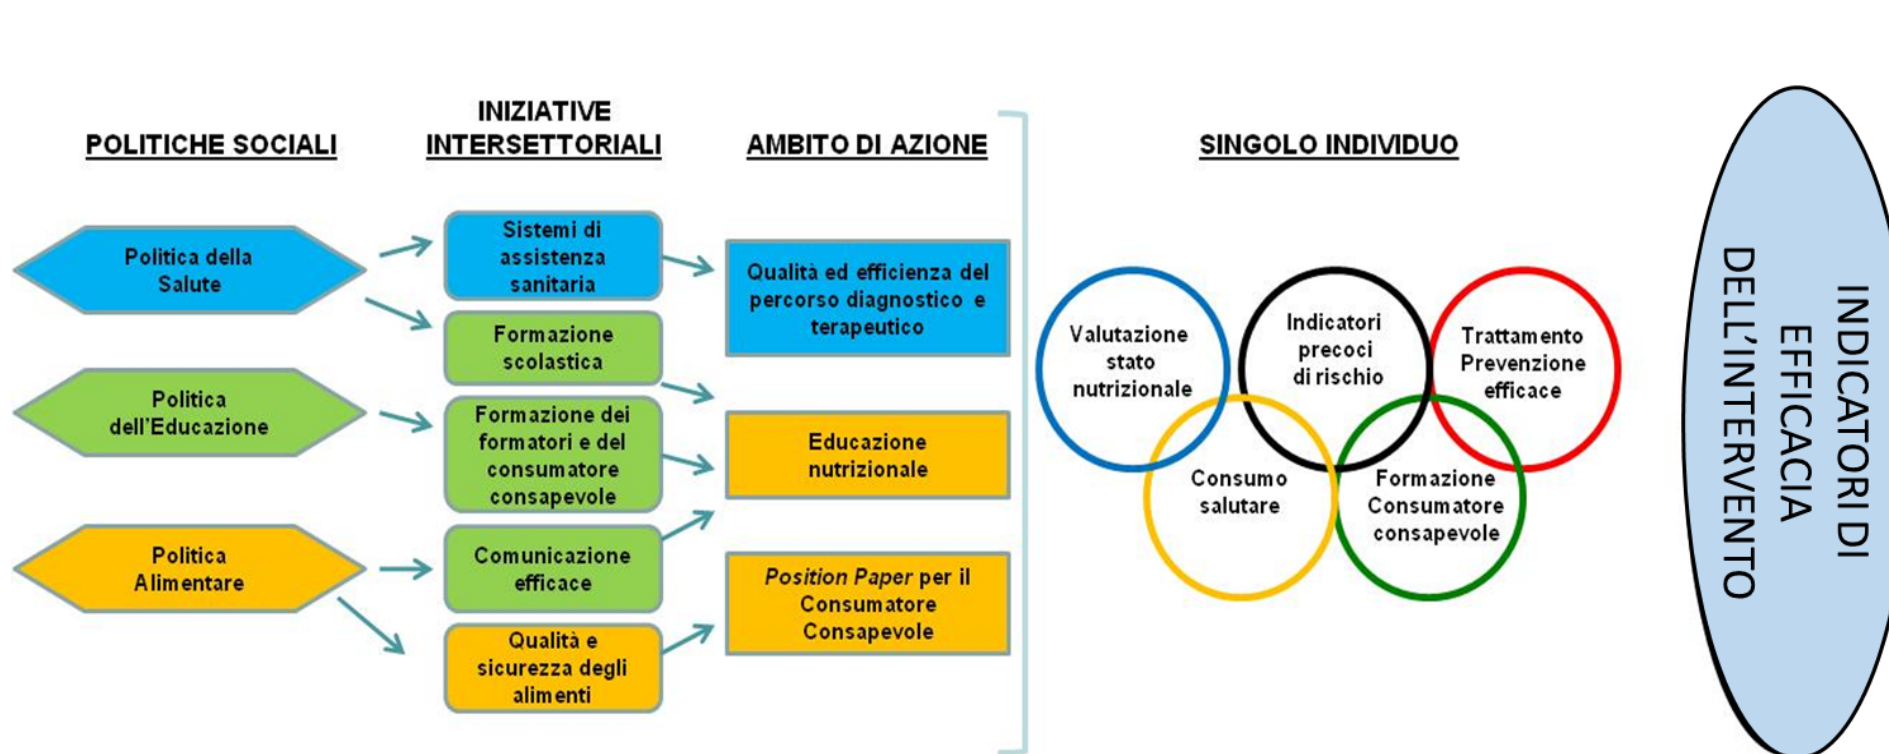 POLITICHE SOCIALI
INIZIATIVE
INTERSETTORIALI
AMBITO DI AZIONE
SINGOLO INDIVIDUO
Politica della
Salute
Politica
dell'Educazione
Politica
Alimentare
Sistemi di
assistenza
sanitaria
Formazione
scolastica
Formazione dei
formatori e del
consumatore
consapevole
Comunicazione
efficace
Qualità e
sicurezza degli
alimenti
Qualità ed efficienza del
percorso diagnostico e
terapeutico
Educazione
nutrizionale
Position Paper per il
Consumatore
Consapevole
Valutazione
stato
nutrizionale
Indicatori
precoci
di rischio
Trattamento
Prevenzione
efficace
Consumo
salutare
Formazione
Consumatore
consapevole
INDICATORI DI
EFFICACIA
DELL'INTERVENTO